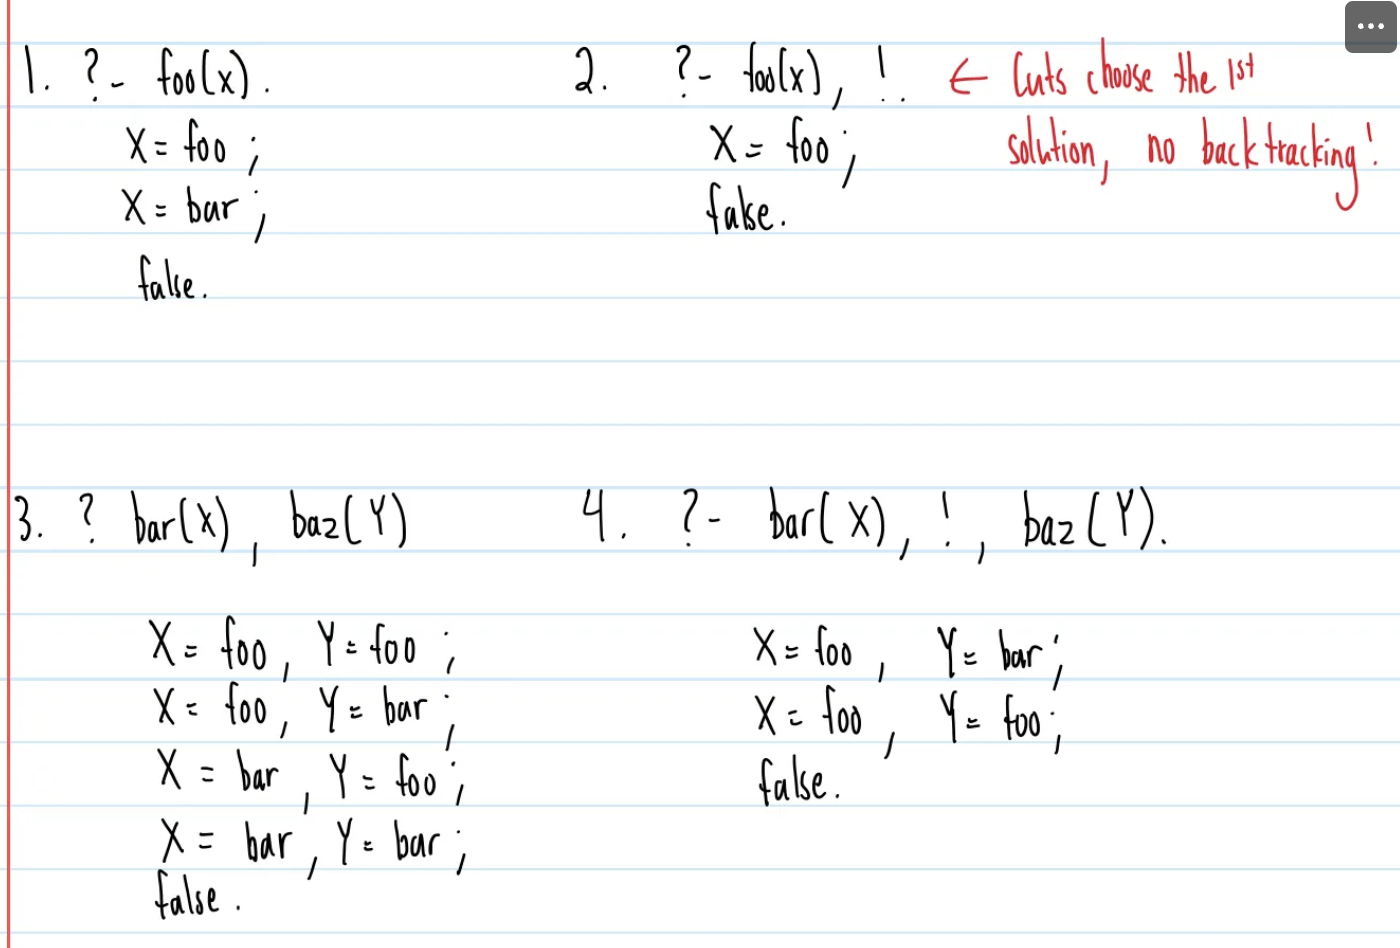 1. ?- foo(x).
X = foo ;
X = bar ;
false.
2. ?- foo(x), !.
X = foo ;
false.
← Cuts choose the 1st
solution, no backtracking!
3. ? bar(X), baz(Y)
X = foo, Y = foo ;
X = foo, Y = bar ;
X = bar, Y = foo ;
X = bar, Y = bar ;
false.
4. ?- bar(X), !, baz(Y).
X = foo, Y = bar ;
X = foo, Y = foo ;
false.